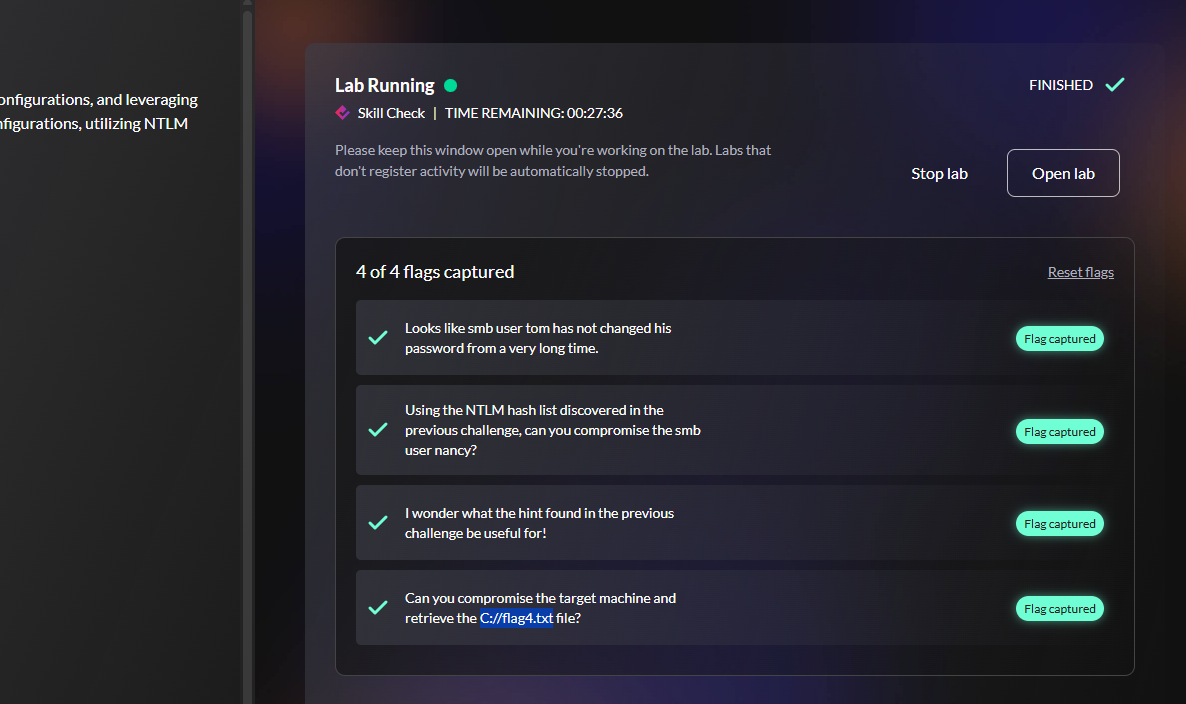 onfigurations, and leveraging
nfigurations, utilizing NTLM
Lab Running
FINISHED
Skill Check | TIME REMAINING: 00:27:36
Please keep this window open while you're working on the lab. Labs that
don't register activity will be automatically stopped.
Stop lab
Open lab
4 of 4 flags captured
Reset flags
Looks like smb user tom has not changed his
password from a very long time.
Flag captured
Using the NTLM hash list discovered in the
previous challenge, can you compromise the smb
user nancy?
Flag captured
I wonder what the hint found in the previous
challenge be useful for!
Flag captured
Can you compromise the target machine and
retrieve the C://flag4.txt file?
Flag captured